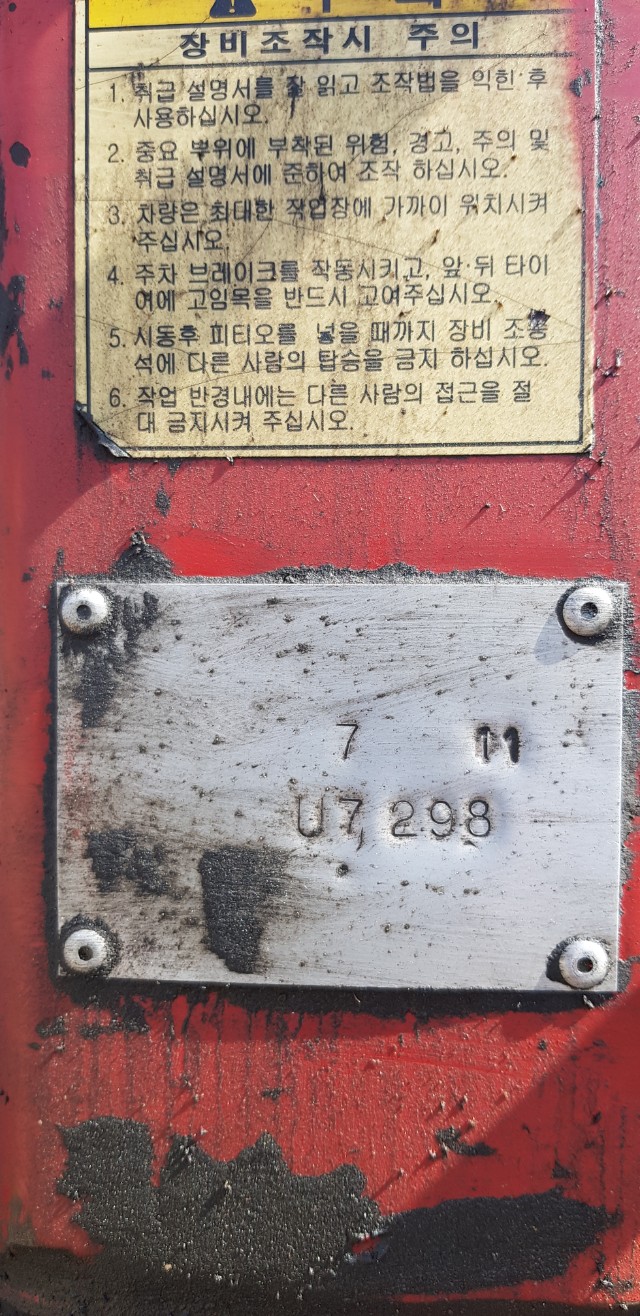 장비조작시 주의
1. 취급 설명서를 잘 읽고 조작법을 익힌 후
사용하십시오.
2. 중요 부위에 부착된 위험, 경고, 주의 및
취급 설명서에 준하여 조작 하십시오.
3. 차량은 최대한 작업장에 가까이 위치시켜
주십시오.
4. 주차 브레이크를 작동시키고, 앞·뒤 타이
어에 고임목을 반드시 고여주십시오.
5. 시동후 피티오를 넣을 때까지 장비 조종
석에 다른 사람의 탑승을 금지 하십시오.
6. 작업 반경내에는 다른 사람의 접근을 절
대 금지시켜 주십시오.
7 11
U7298